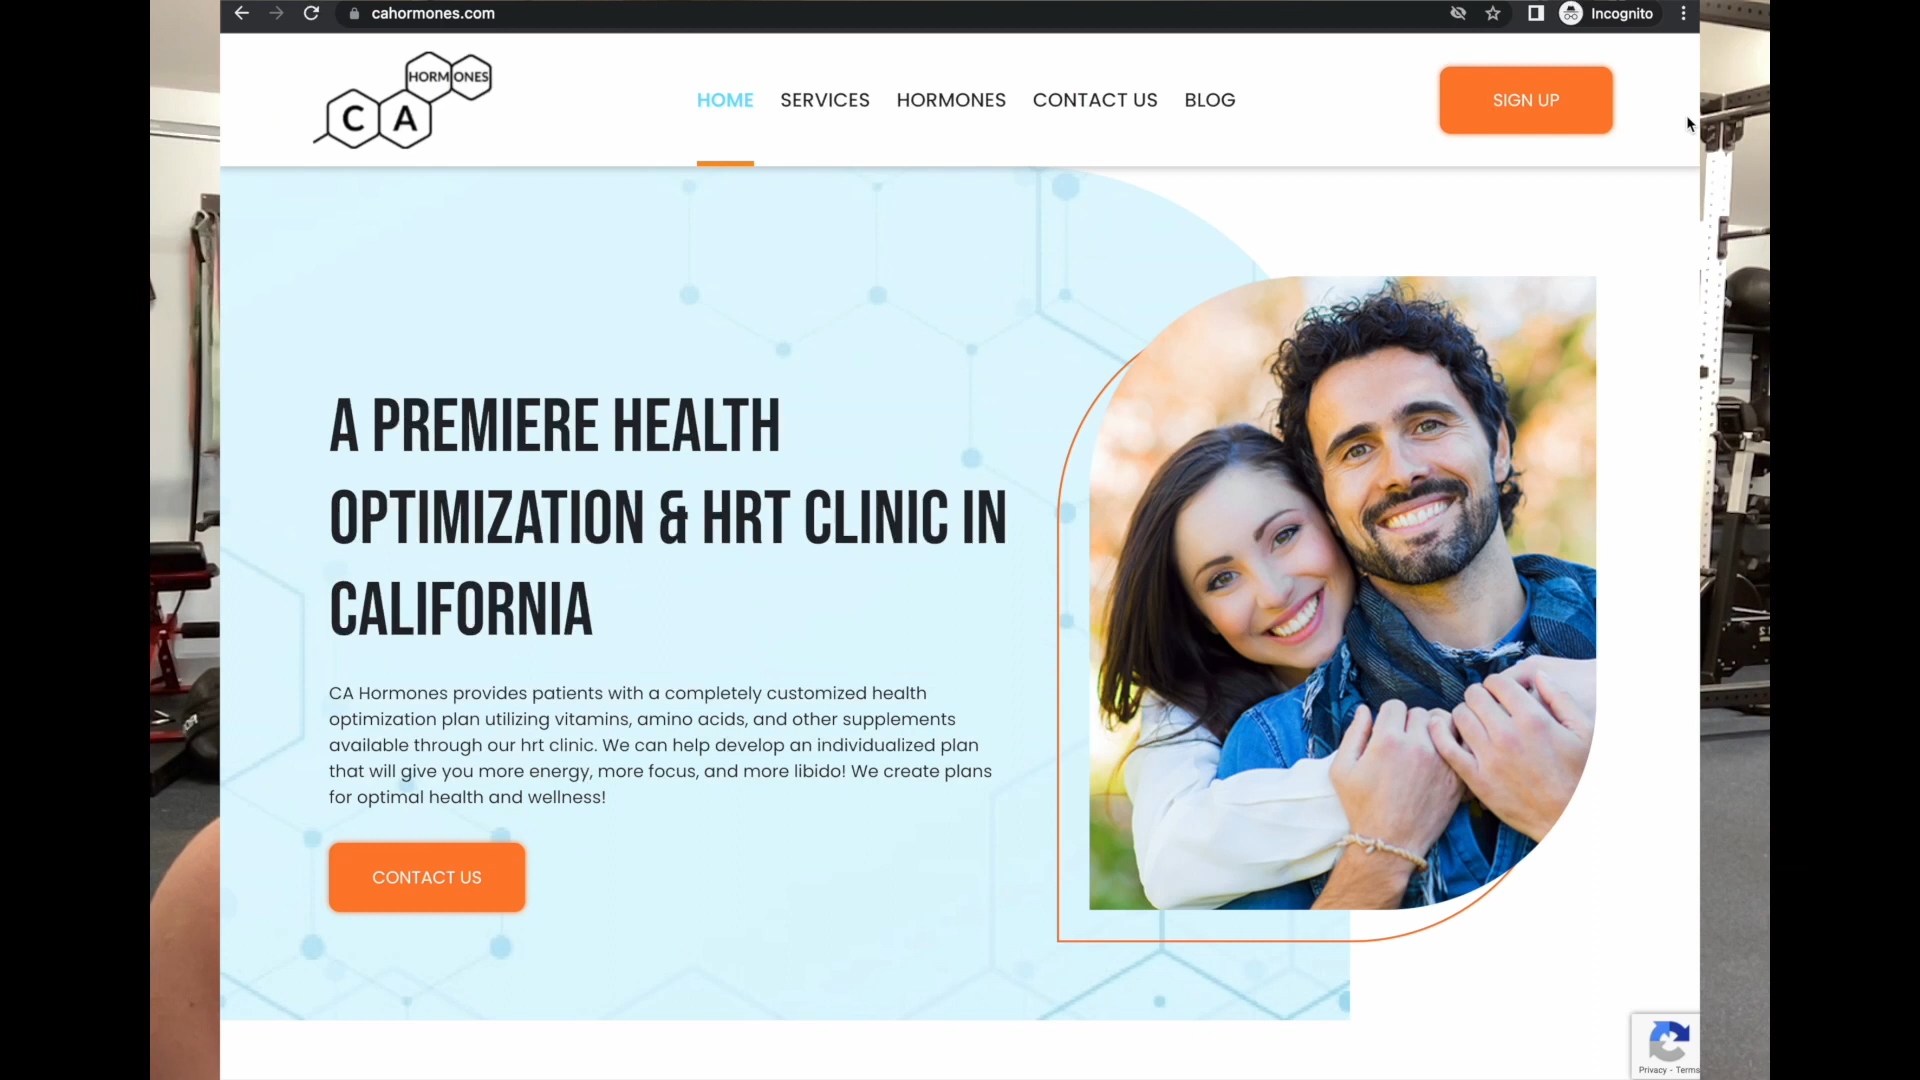 cahormones.com
Incognito
HORMONES
CA
HOME
SERVICES
HORMONES
CONTACT US
BLOG
SIGN UP
A PREMIERE HEALTH
OPTIMIZATION & HRT CLINIC IN
CALIFORNIA
CA Hormones provides patients with a completely customized health
optimization plan utilizing vitamins, amino acids, and other supplements
available through our hrt clinic. We can help develop an individualized plan
that will give you more energy, more focus, and more libido! We create plans
for optimal health and wellness!
CONTACT US
Privacy - Terms